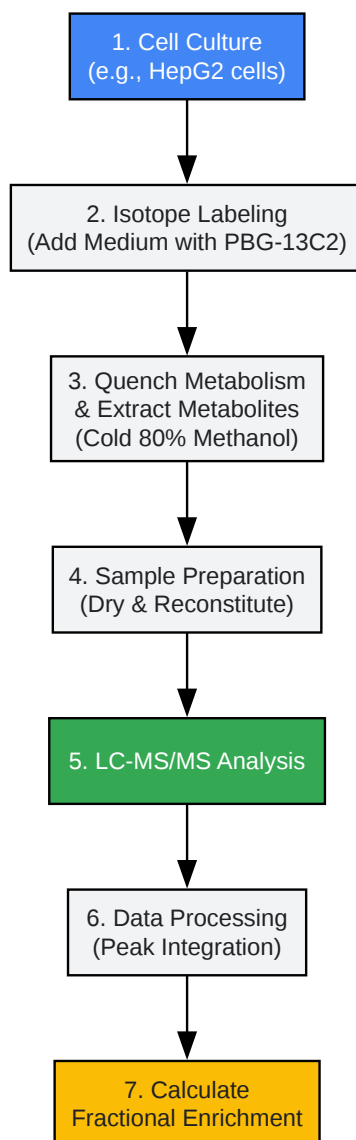 1. Cell Culture
(e.g., HepG2 cells)
2. Isotope Labeling
(Add Medium with PBG-13C2)
3. Quench Metabolism
& Extract Metabolites
(Cold 80% Methanol)
4. Sample Preparation
(Dry & Reconstitute)
5. LC-MS/MS Analysis
6. Data Processing
(Peak Integration)
7. Calculate
Fractional Enrichment